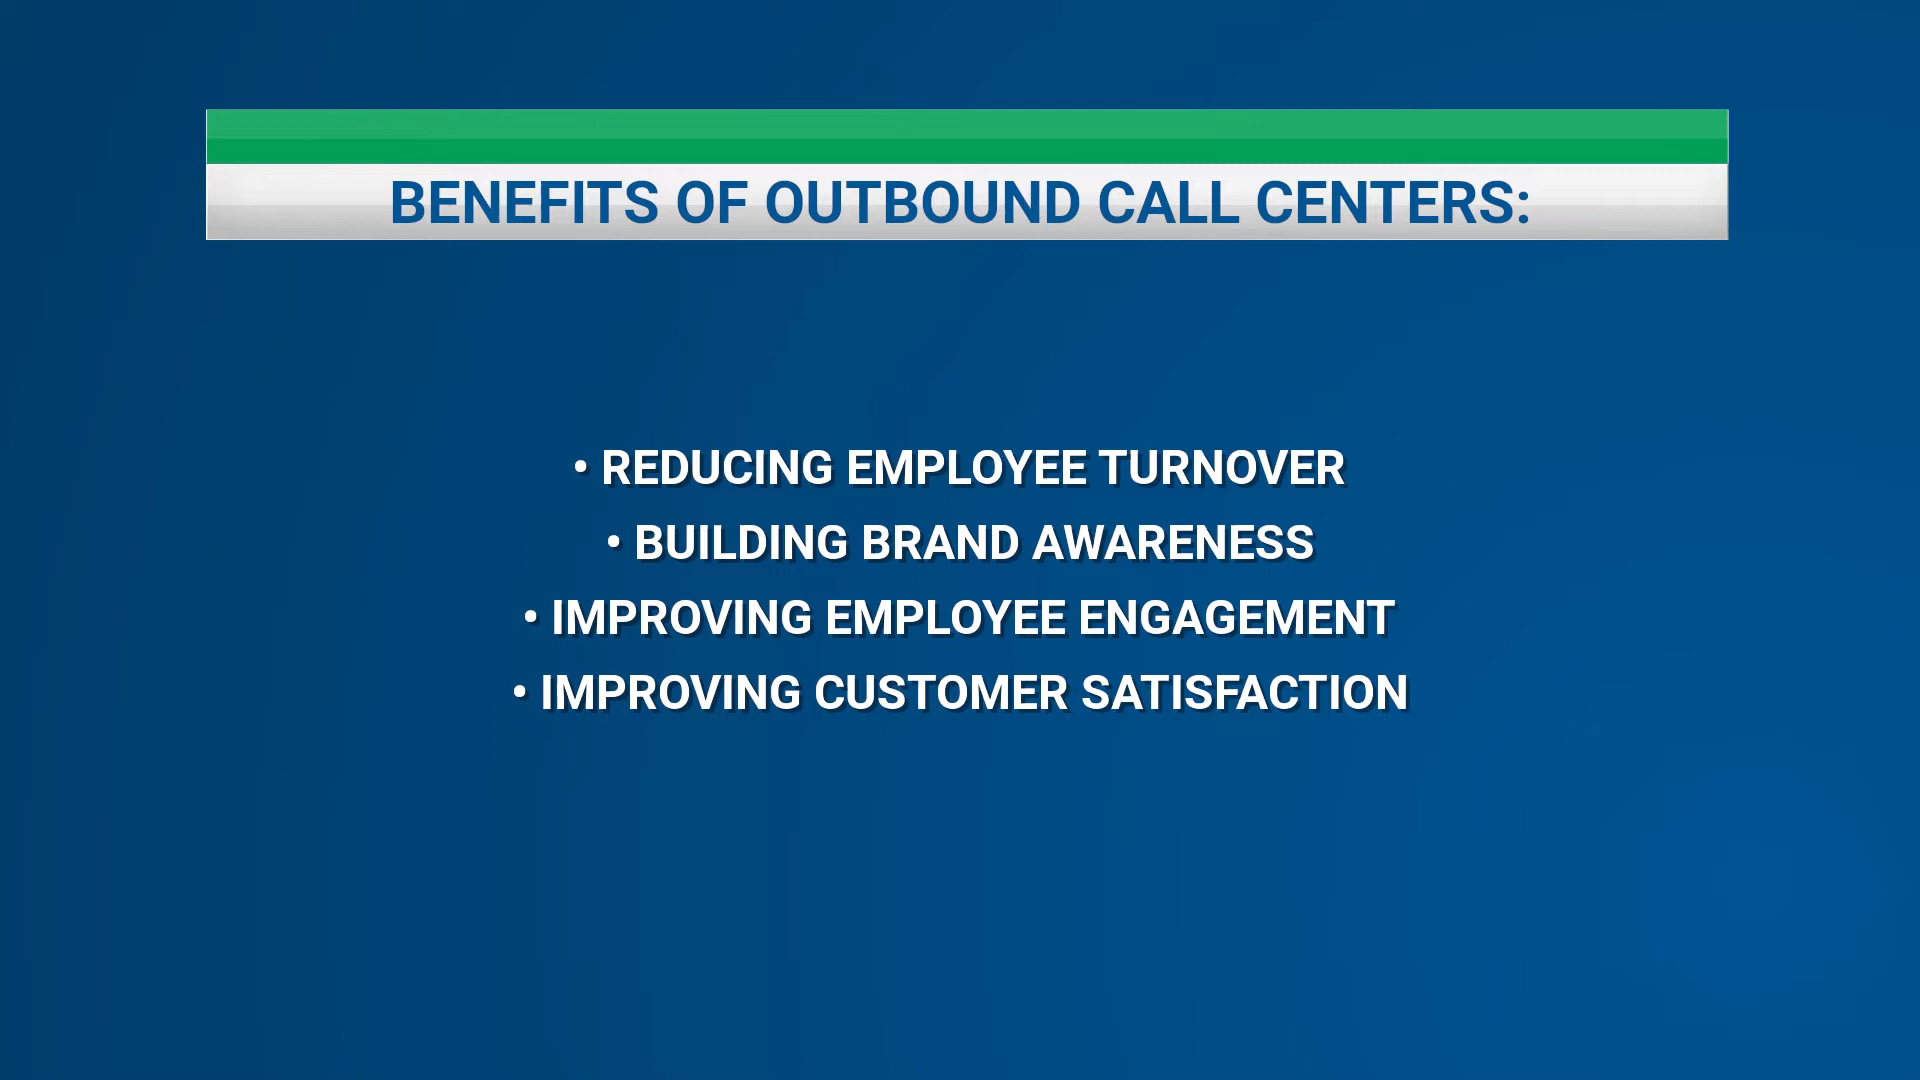 BENEFITS OF OUTBOUND CALL CENTERS:
• REDUCING EMPLOYEE TURNOVER
• BUILDING BRAND AWARENESS
• IMPROVING EMPLOYEE ENGAGEMENT
• IMPROVING CUSTOMER SATISFACTION